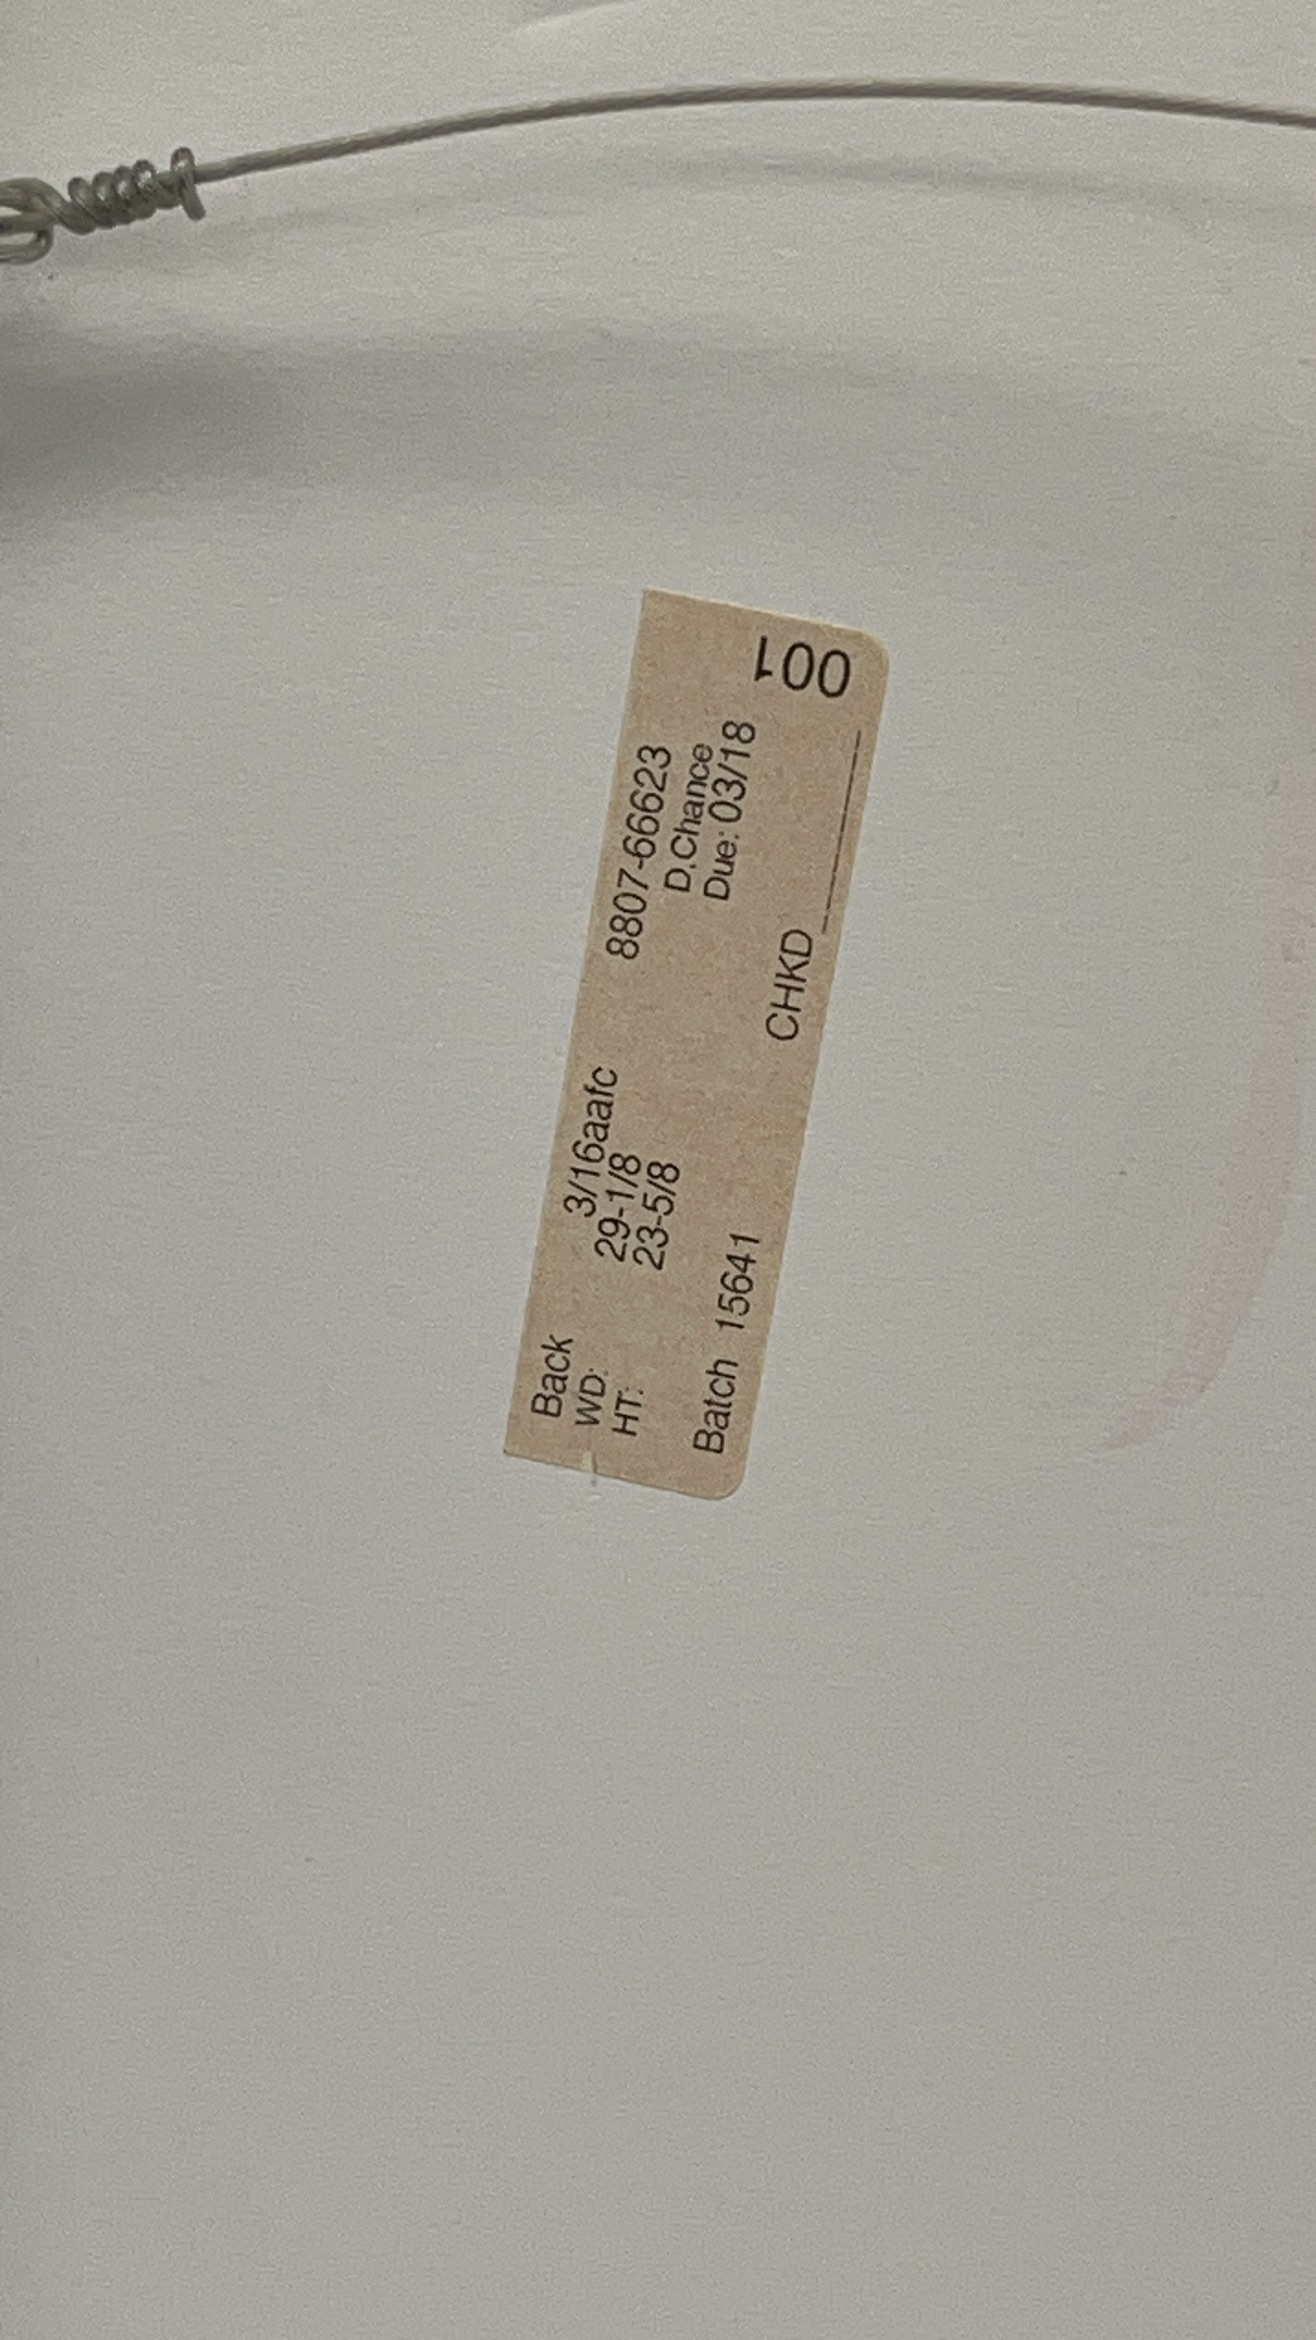 Back 3/16aafc 8807-66623
WD: 29-1/8 D.Chance
HT: 23-5/8 Due: 03/18
Batch 15641 CHKD
001